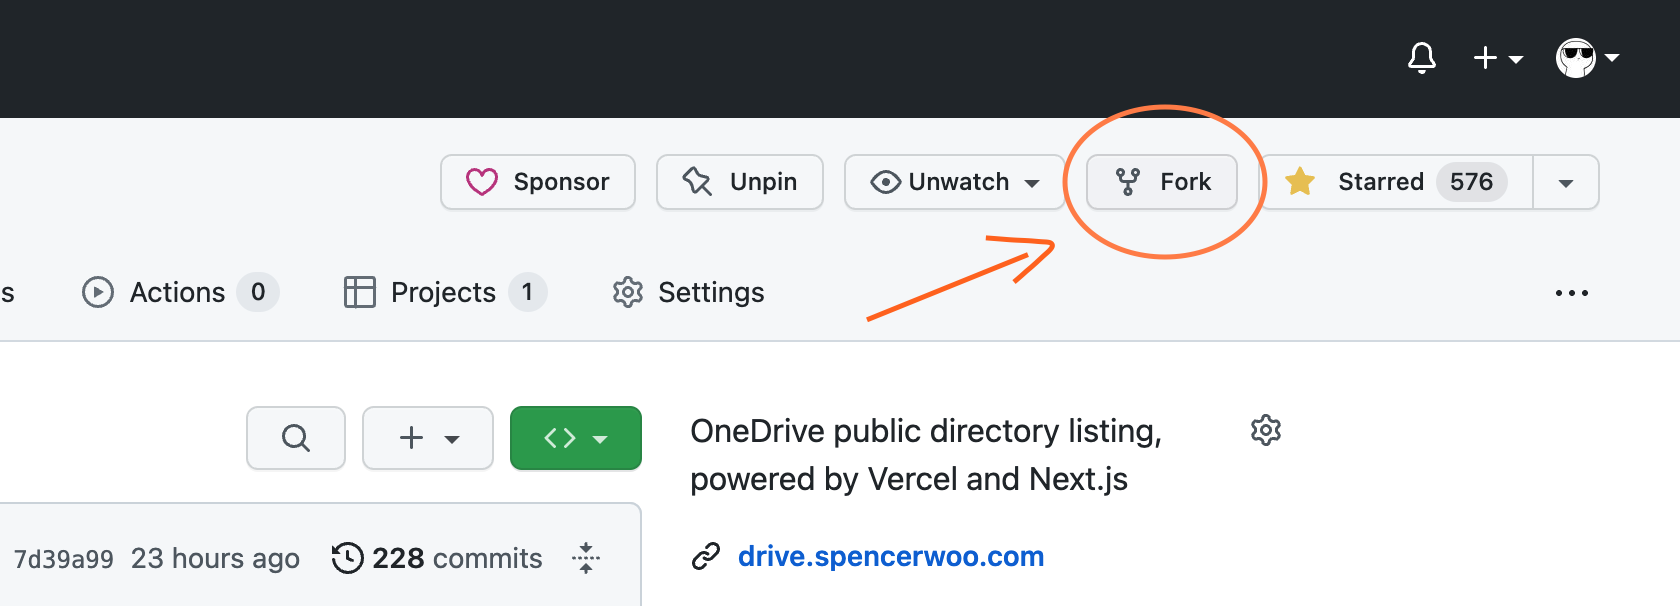 Sponsor Unpin Unwatch Fork Starred 576
s Actions 0 Projects 1 Settings
OneDrive public directory listing,
powered by Vercel and Next.js
7d39a99 23 hours ago 228 commits
drive.spencerwoo.com